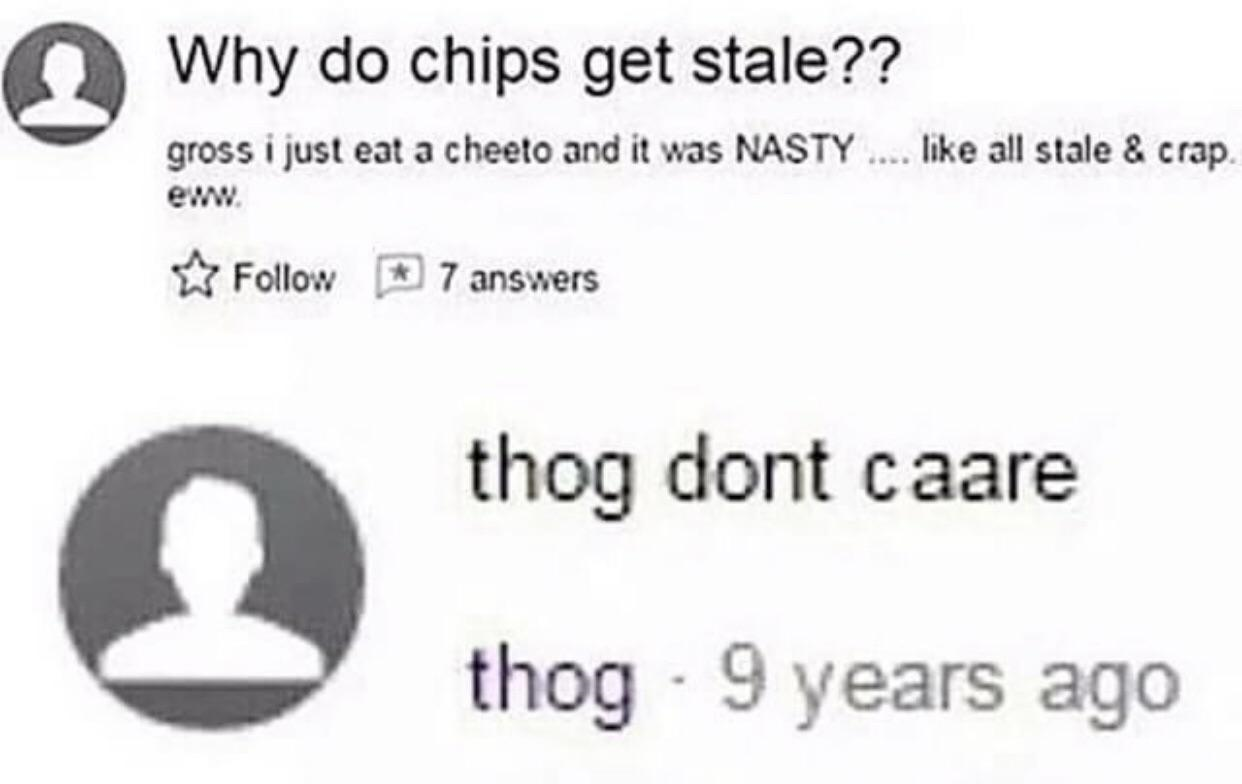 Why do chips get stale??
gross i just eat a cheeto and it was NASTY .... like all stale & crap.
eww.
Follow 7 answers
thog dont caare
thog · 9 years ago